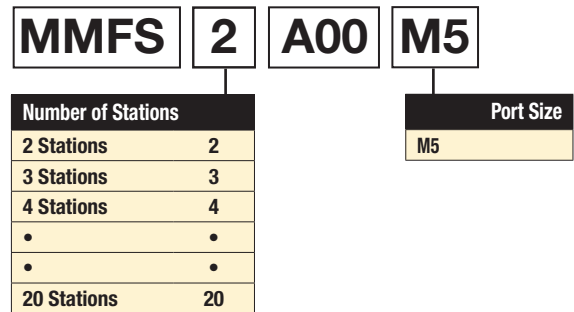 MMFS 2 A00 M5
Number of Stations
2 Stations 2
3 Stations 3
4 Stations 4
• •
• •
20 Stations 20
Port Size
M5